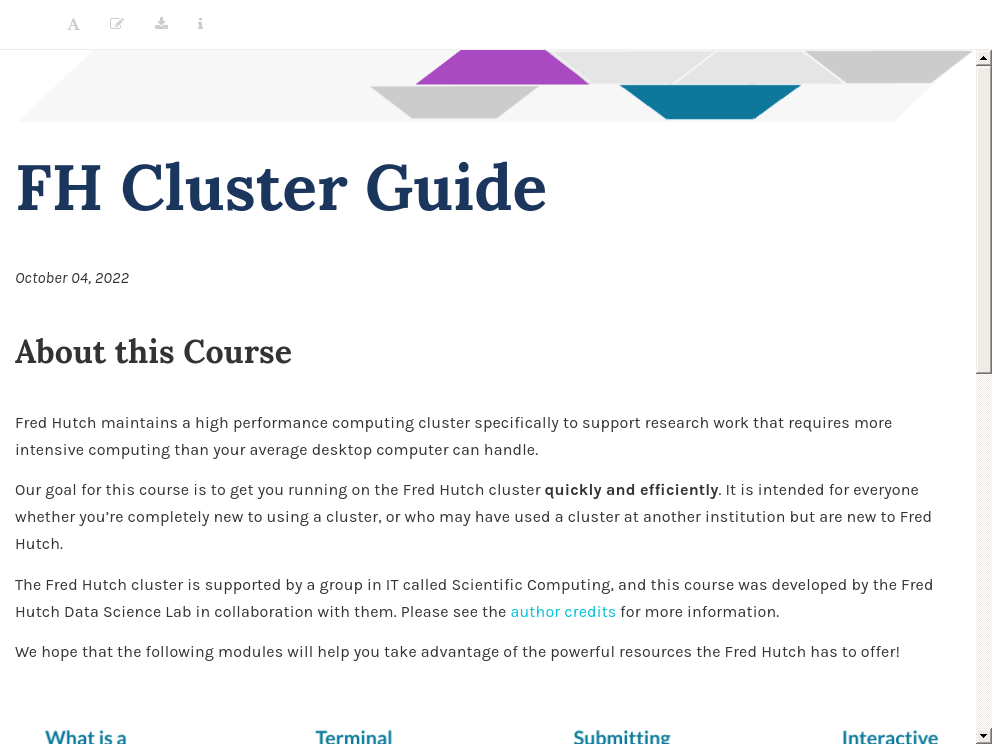 FH Cluster Guide
October 04, 2022
About this Course
Fred Hutch maintains a high performance computing cluster specifically to support research work that requires more
intensive computing than your average desktop computer can handle.
Our goal for this course is to get you running on the Fred Hutch cluster quickly and efficiently. It is intended for everyone
whether you’re completely new to using a cluster, or who may have used a cluster at another institution but are new to Fred
Hutch.
The Fred Hutch cluster is supported by a group in IT called Scientific Computing, and this course was developed by the Fred
Hutch Data Science Lab in collaboration with them. Please see the author credits for more information.
We hope that the following modules will help you take advantage of the powerful resources the Fred Hutch has to offer!
What is a Terminal Submitting Interactive